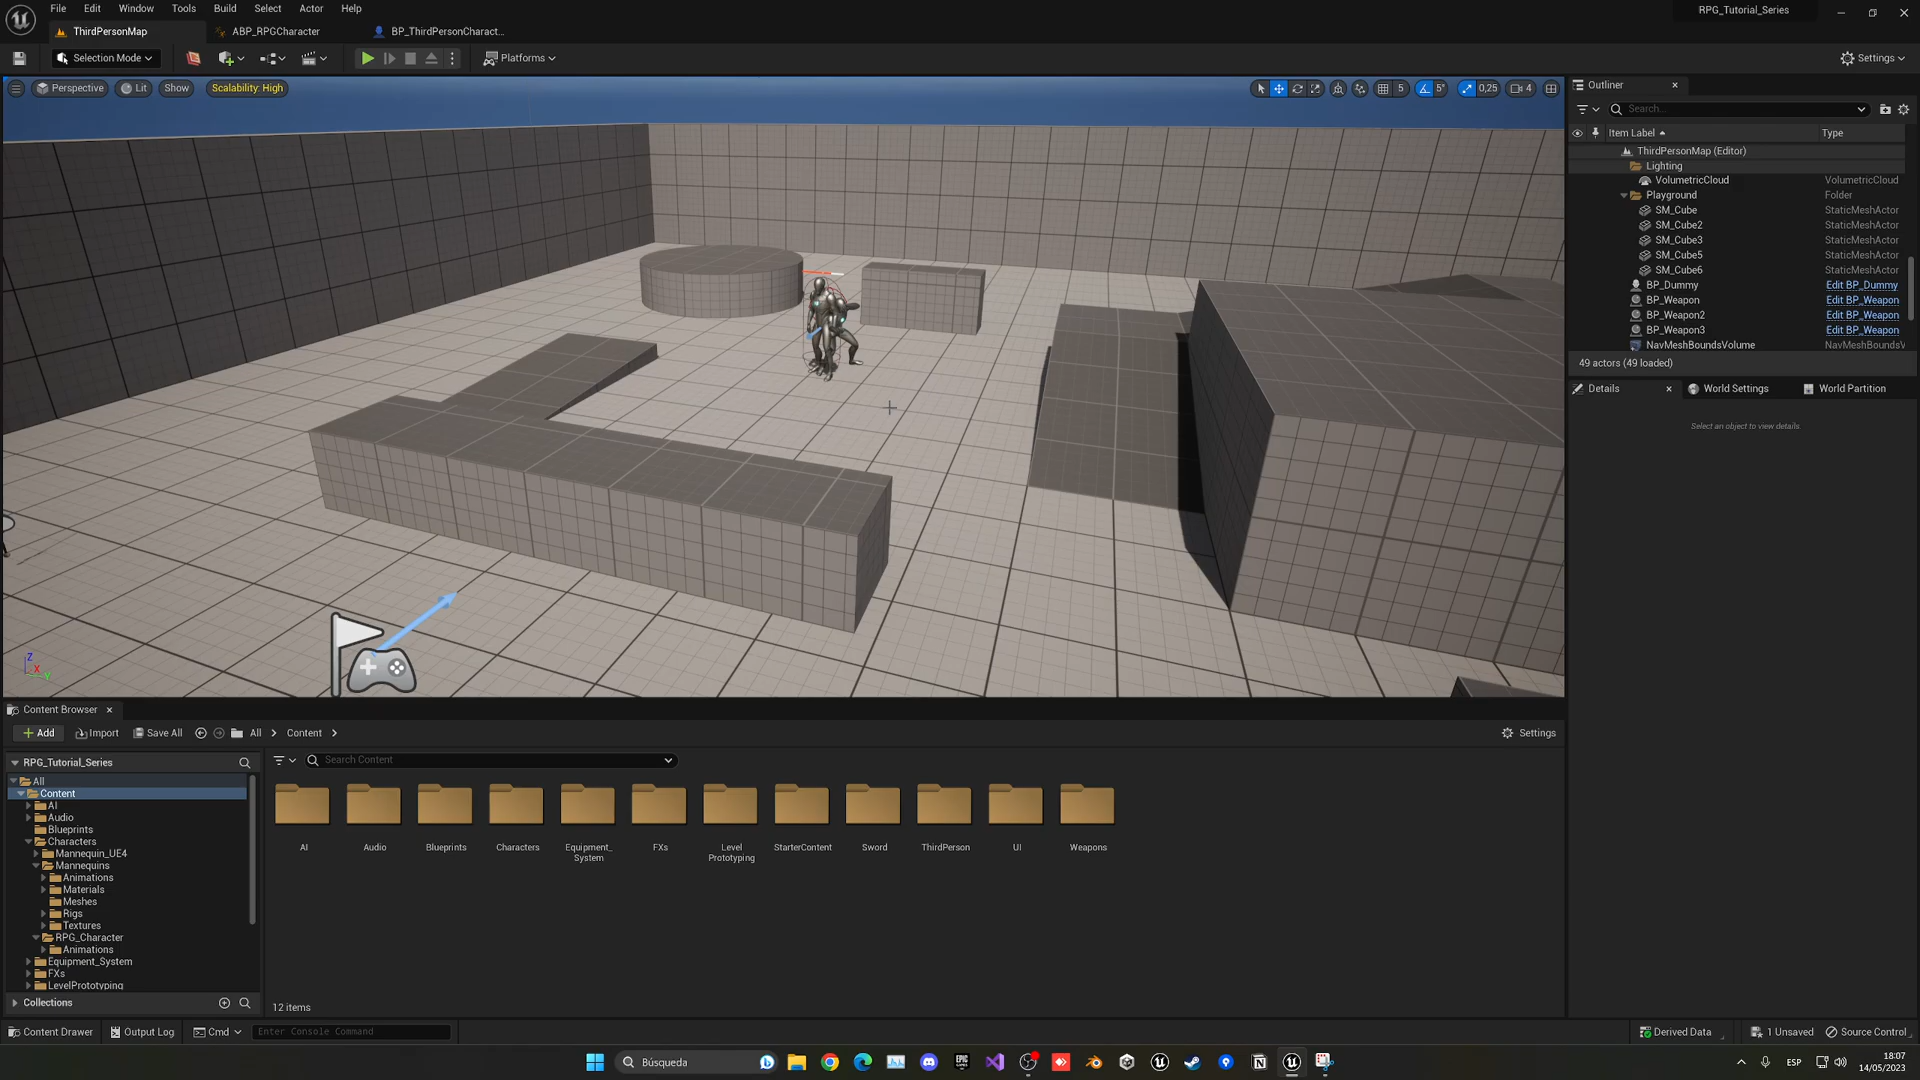 File Edit Window Tools Build Select Actor Help
RPG_Tutorial_Series
ThirdPersonMap
ABP_RPGCharacter
BP_ThirdPersonCharact...
Selection Mode
Platforms
Settings
Perspective
Lit
Show
Scalability: High
5
5°
0,25
4
Outliner
Search...
Item Label
Type
ThirdPersonMap (Editor)
Lighting
VolumetricCloud VolumetricCloud
Playground Folder
SM_Cube StaticMeshActor
SM_Cube2 StaticMeshActor
SM_Cube3 StaticMeshActor
SM_Cube5 StaticMeshActor
SM_Cube6 StaticMeshActor
BP_Dummy Edit BP_Dummy
BP_Weapon Edit BP_Weapon
BP_Weapon2 Edit BP_Weapon
BP_Weapon3 Edit BP_Weapon
NavMeshBoundsVolume NavMeshBoundsV
49 actors (49 loaded)
Details
World Settings
World Partition
Select an object to view details.
Z
X
Y
Content Browser
Add
Import
Save All
All
Content
Settings
RPG_Tutorial_Series
Search Content
All
Content
AI
Audio
Blueprints
Characters
Mannequin_UE4
Mannequins
Animations
Materials
Meshes
Rigs
Textures
RPG_Character
Animations
Equipment_System
FXs
LevelPrototyping
Collections
AI
Audio
Blueprints
Characters
Equipment_
System
FXs
Level
Prototyping
StarterContent
Sword
ThirdPerson
UI
Weapons
12 items
Content Drawer
Output Log
Cmd
Enter Console Command
Derived Data
1 Unsaved
Source Control
Búsqueda
ESP
18:07
14/05/2023